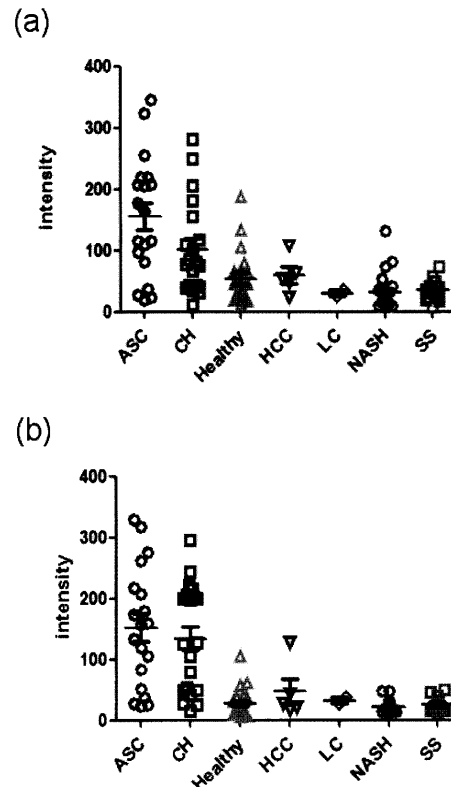 (a)
400
300
200
100
0
intensity
ASC
CH
Healthy
HCC
LC
NASH
SS
(b)
400
300
200
100
0
intensity
ASC
CH
Healthy
HCC
LC
NASH
SS